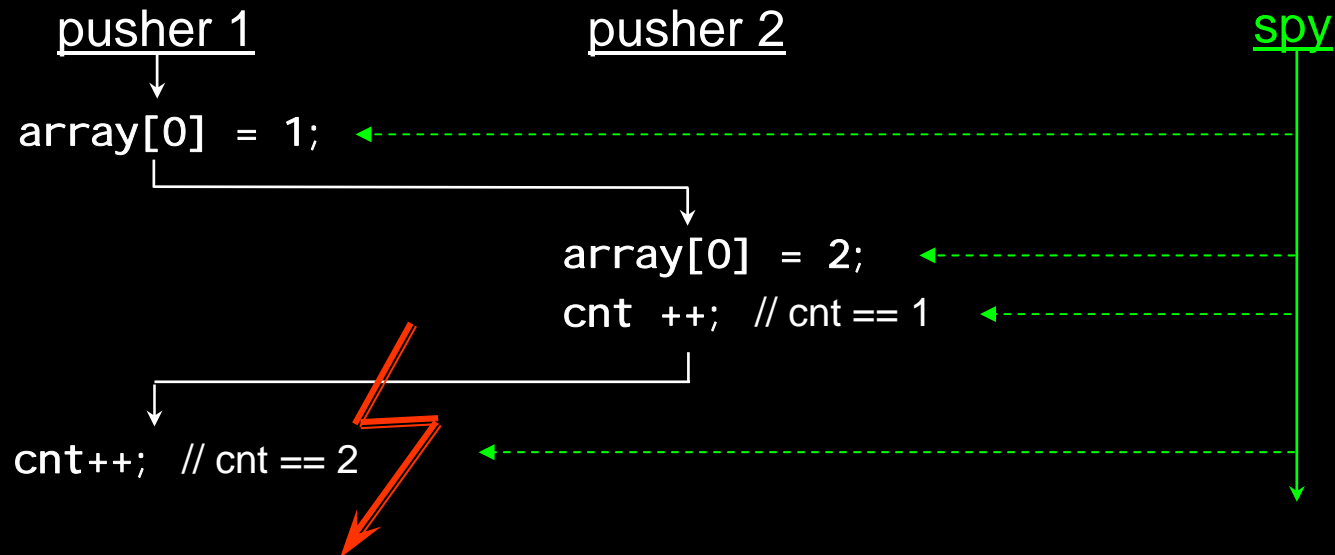 pusher 1 pusher 2 spy
array[0] = 1;
array[0] = 2;
cnt ++; // cnt == 1
cnt++; // cnt == 2